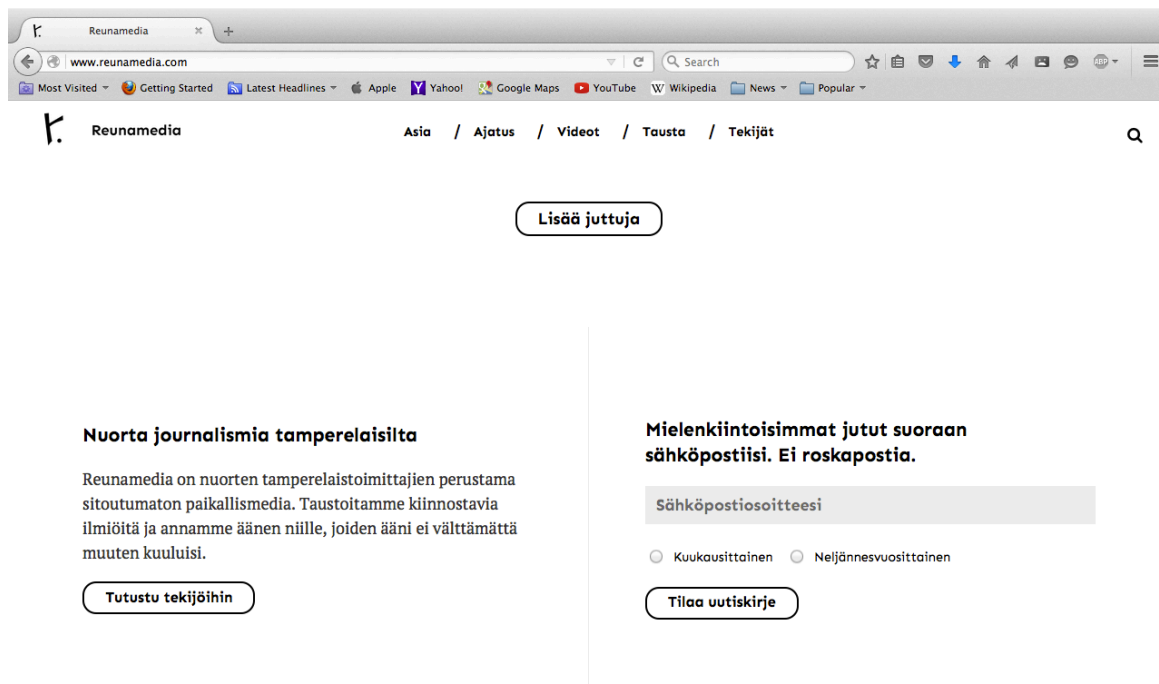 Reunamedia
www.reunamedia.com
Search
ABP
Most Visited
Getting Started
Latest Headlines
Apple
Yahoo!
Google Maps
YouTube
W Wikipedia
News
Popular
r. Reunamedia
Asia / Ajatus / Videot / Tausta / Tekijät
Lisää juttuja
Nuorta journalismia tamperelaisilta
Reunamedia on nuorten tamperelaistoimittajien perustama
sitoutumaton paikallismedia. Taustoitamme kiinnostavia
ilmiöitä ja annamme äänen niille, joiden ääni ei välttämättä
muuten kuuluisi.
Tutustu tekijöihin
Mielenkiintoisimmat jutut suoraan
sähköpostiisi. Ei roskapostia.
Sähköpostiosoitteesi
Kuukausittainen
Neljännesvuosittainen
Tilaa uutiskirje